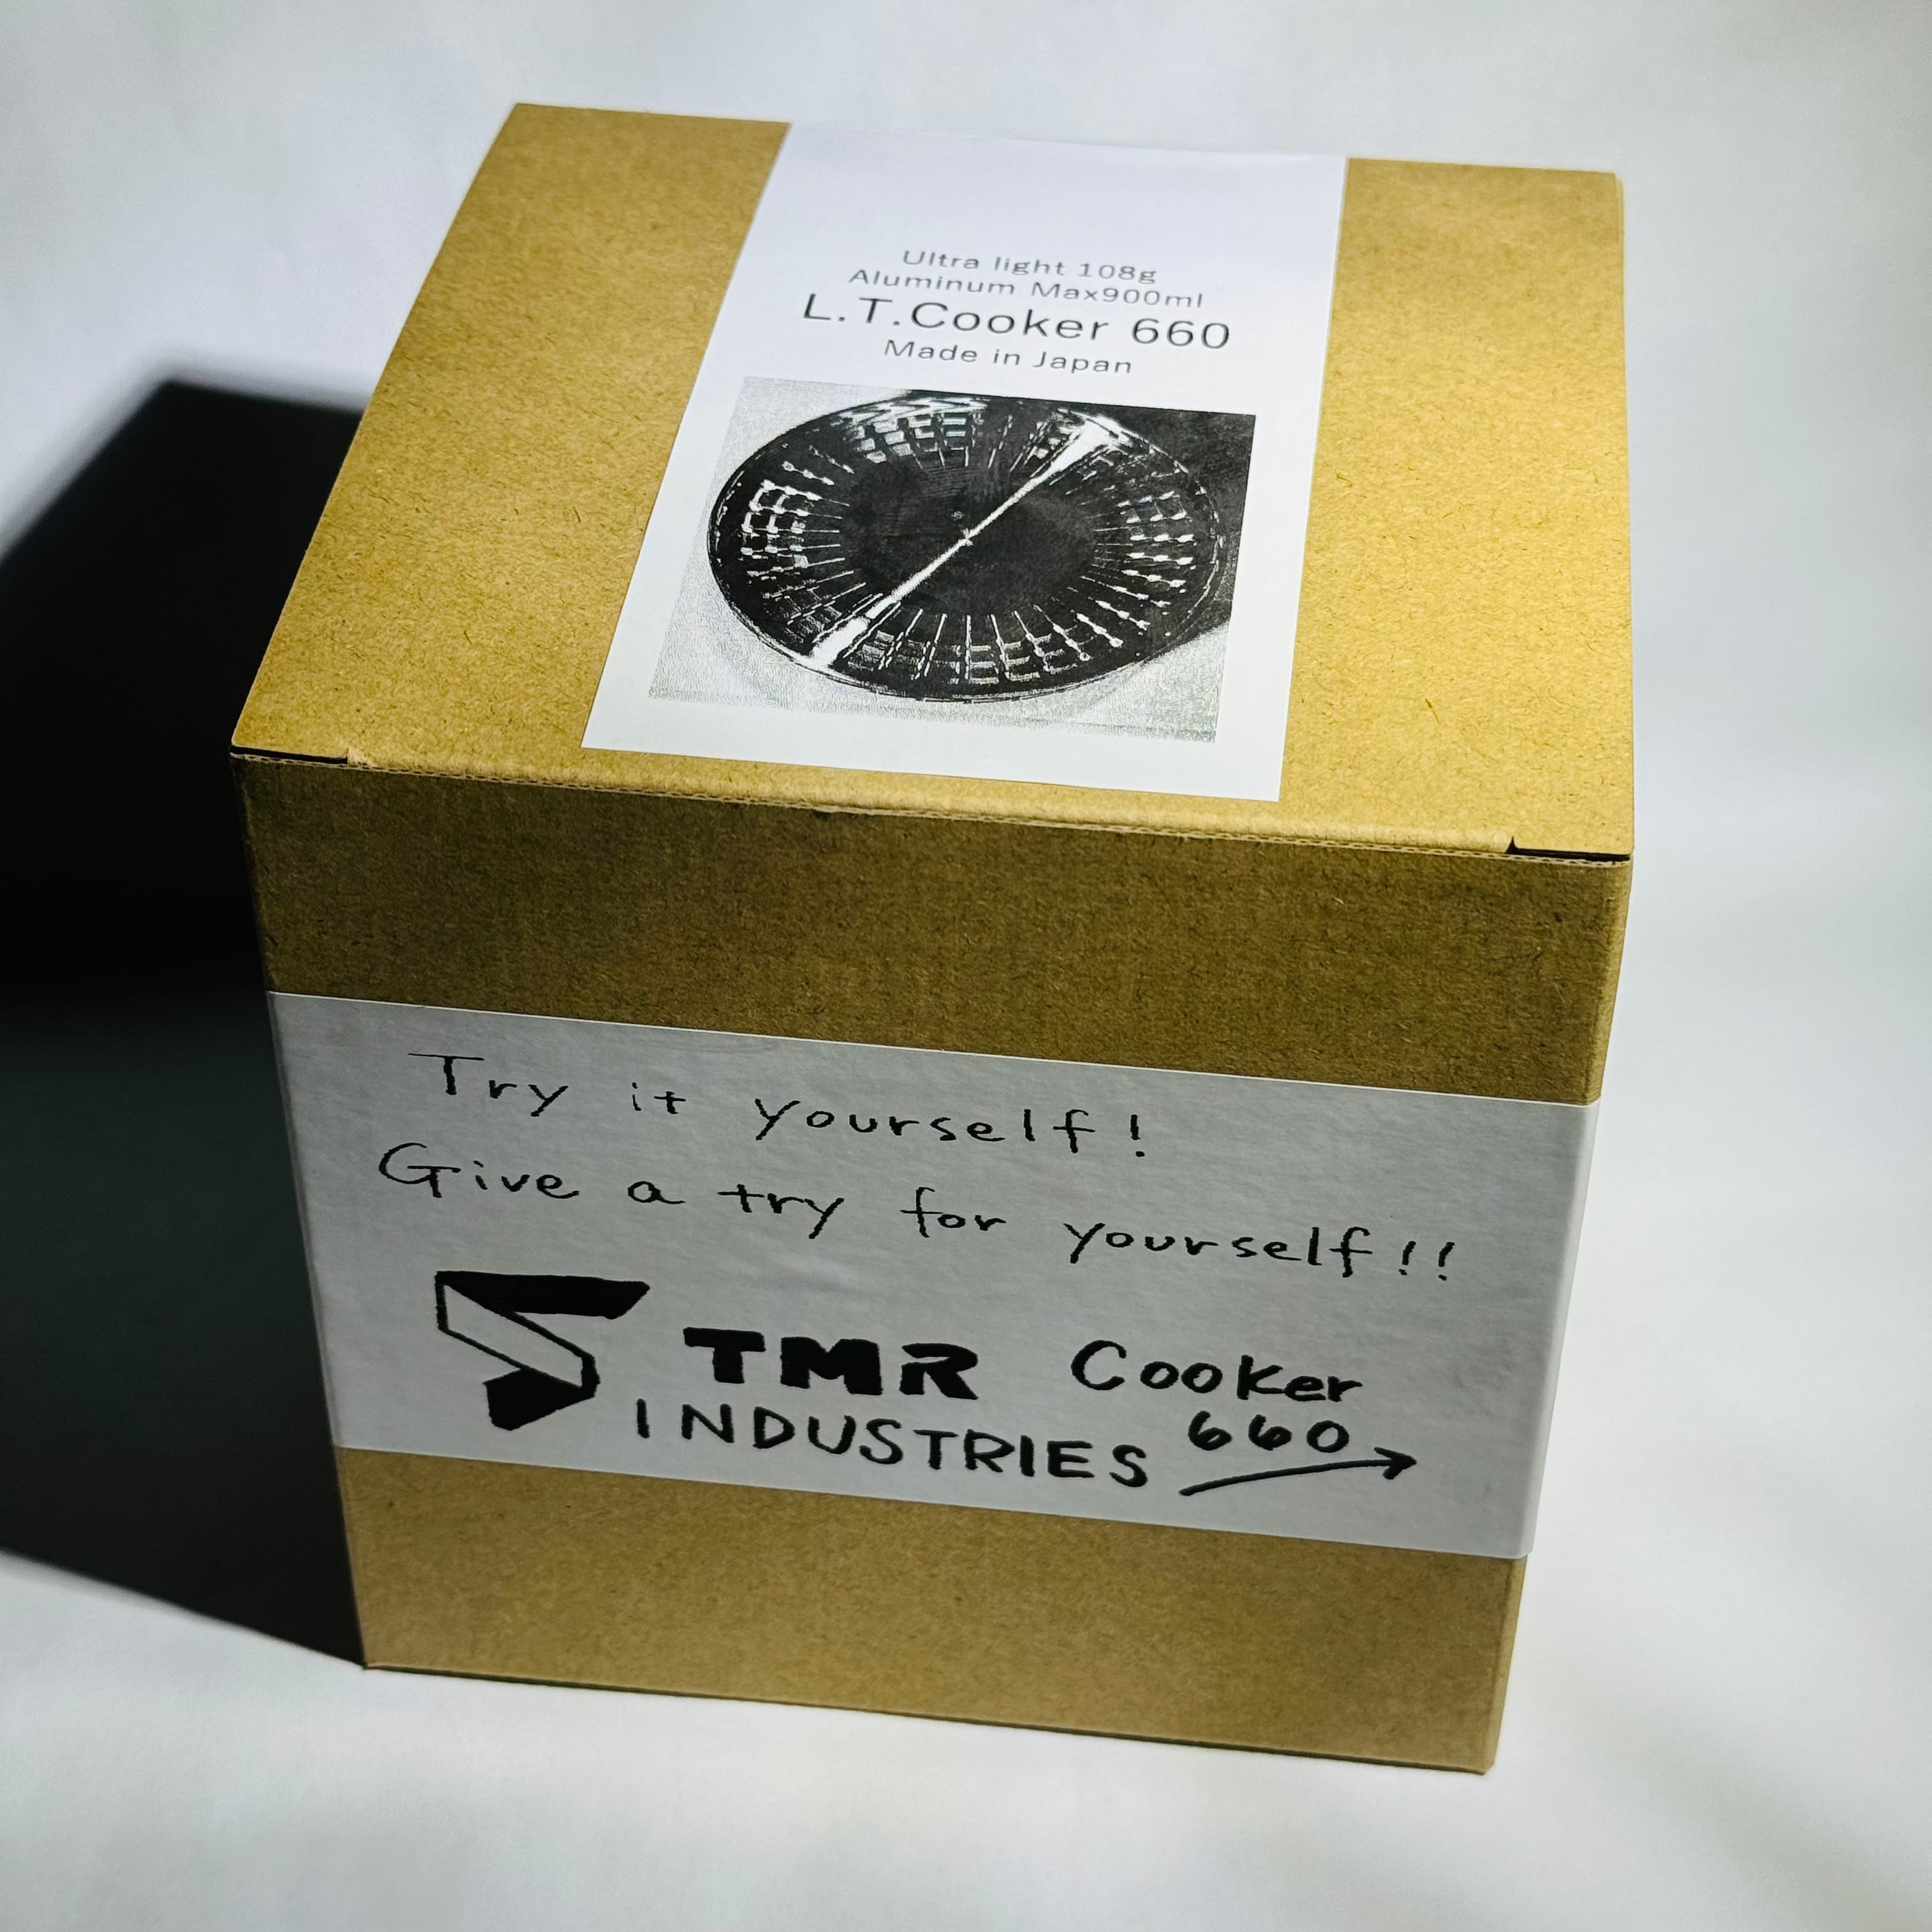 Ultra light 108g
Aluminum Max900ml
L.T.Cooker 660
Made in Japan
Try it yourself!
Give a try for yourself!!
TMR Cooker
INDUSTRIES 660